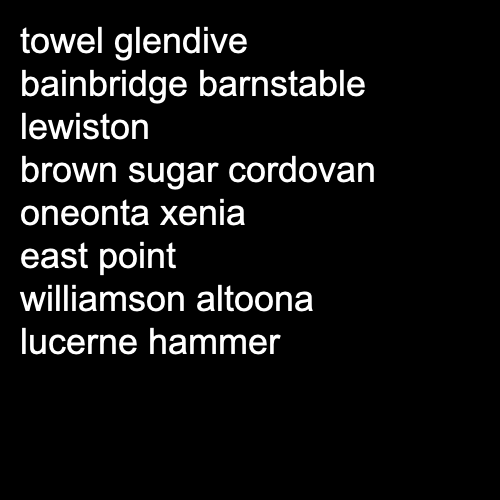 towel glendive
bainbridge barnstable
lewiston
brown sugar cordovan
oneonta xenia
east point
williamson altoona
lucerne hammer